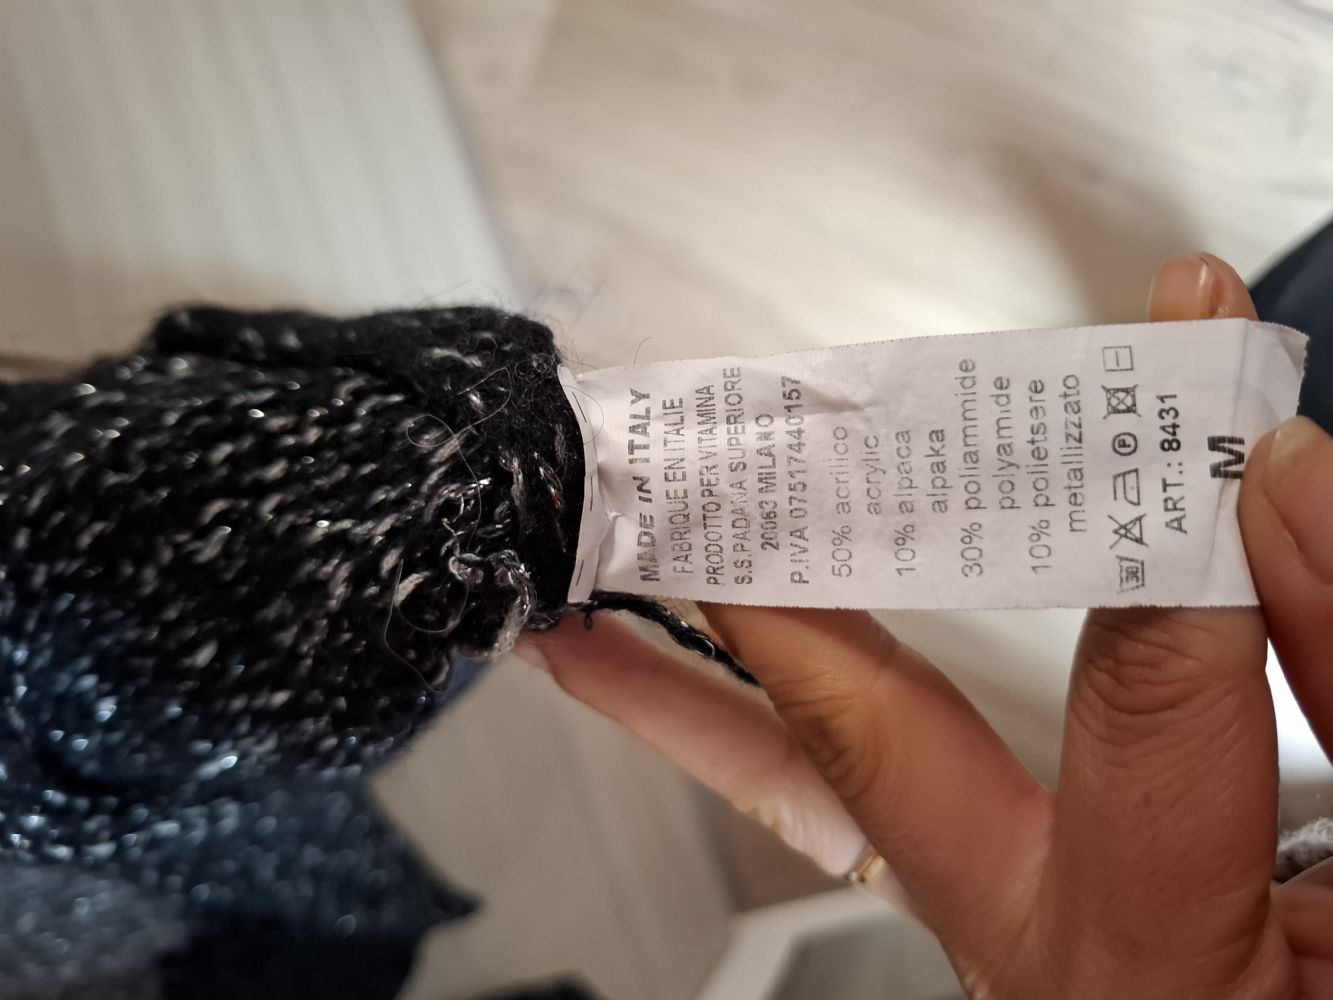 MADE IN ITALY
FABRIQUE EN ITALIE
PRODOTTO PER VITAMINA
S.S.PADANA SUPERIORE
20063 MILANO
P.IVA 07517440157
50% acrilico
acrylic
10% alpaca
alpaka
30% poliammide
polyamide
10% polietsere
metallizzato
30
P
ART.: 8431
M